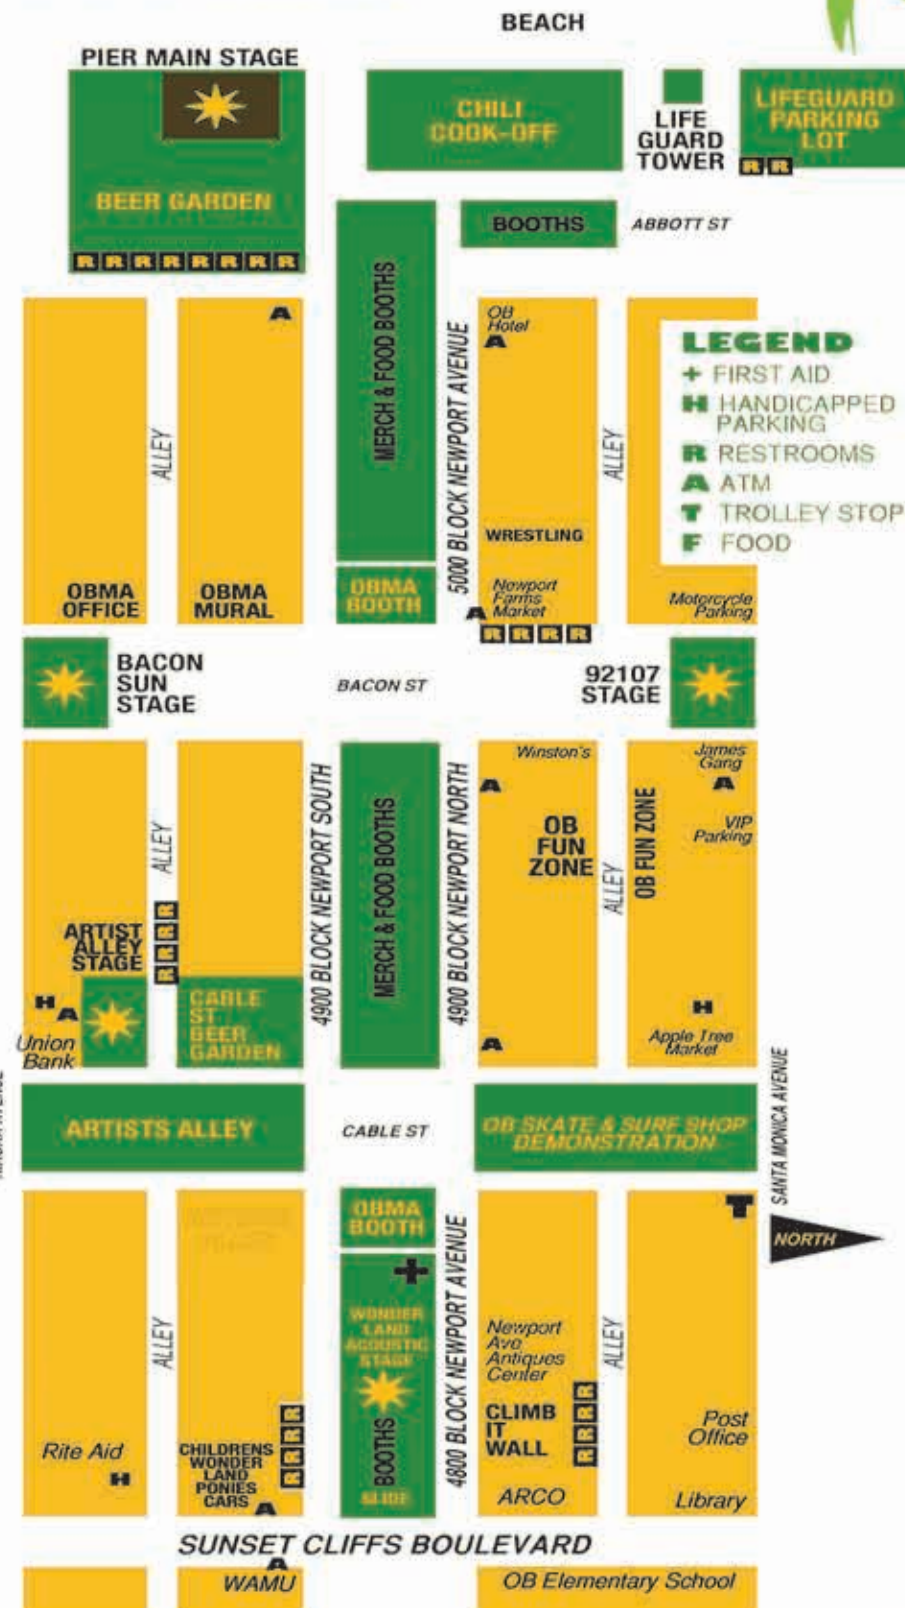 BEACH
PIER MAIN STAGE
CHILI
COOK-OFF
LIFE
GUARD
TOWER
LIFEGUARD
PARKING
LOT
R R
BEER GARDEN
R R R R R R R R
BOOTHS
ABBOTT ST
MERCH & FOOD BOOTHS
5000 BLOCK NEWPORT AVENUE
A
ALLEY
OBMA
OFFICE
OBMA
MURAL
OBMA
BOOTH
OB
Hotel
A
WRESTLING
Newport
Farms
Market
A
R R R R
ALLEY
LEGEND
+ FIRST AID
H HANDICAPPED
PARKING
R RESTROOMS
A ATM
T TROLLEY STOP
F FOOD
Motorcycle
Parking
BACON
SUN
STAGE
BACON ST
92107
STAGE
ALLEY
R R R R
ARTIST
ALLEY
STAGE
H
A
Union
Bank
CABLE
ST
BEER
GARDEN
4900 BLOCK NEWPORT SOUTH
MERCH & FOOD BOOTHS
4900 BLOCK NEWPORT NORTH
Winston's
A
OB
FUN
ZONE
A
ALLEY
OB FUN ZONE
James
Gang
A
VIP
Parking
H
Apple Tree
Market
ARTISTS ALLEY
CABLE ST
OB SKATE & SURF SHOP
DEMONSTRATION
SANTA MONICA AVENUE
NORTH
T
OBMA
BOOTH
+
WONDER
LAND
ACOUSTIC
STAGE
BOOTHS
SLIDE
4800 BLOCK NEWPORT AVENUE
ALLEY
Rite Aid
H
CHILDRENS
WONDER
LAND
PONIES
CARS
A
R R R R
Newport
Ave
Antiques
Center
CLIMB
IT
WALL
R R R R
ARCO
ALLEY
Post
Office
Library
SUNSET CLIFFS BOULEVARD
A
WAMU
OB Elementary School